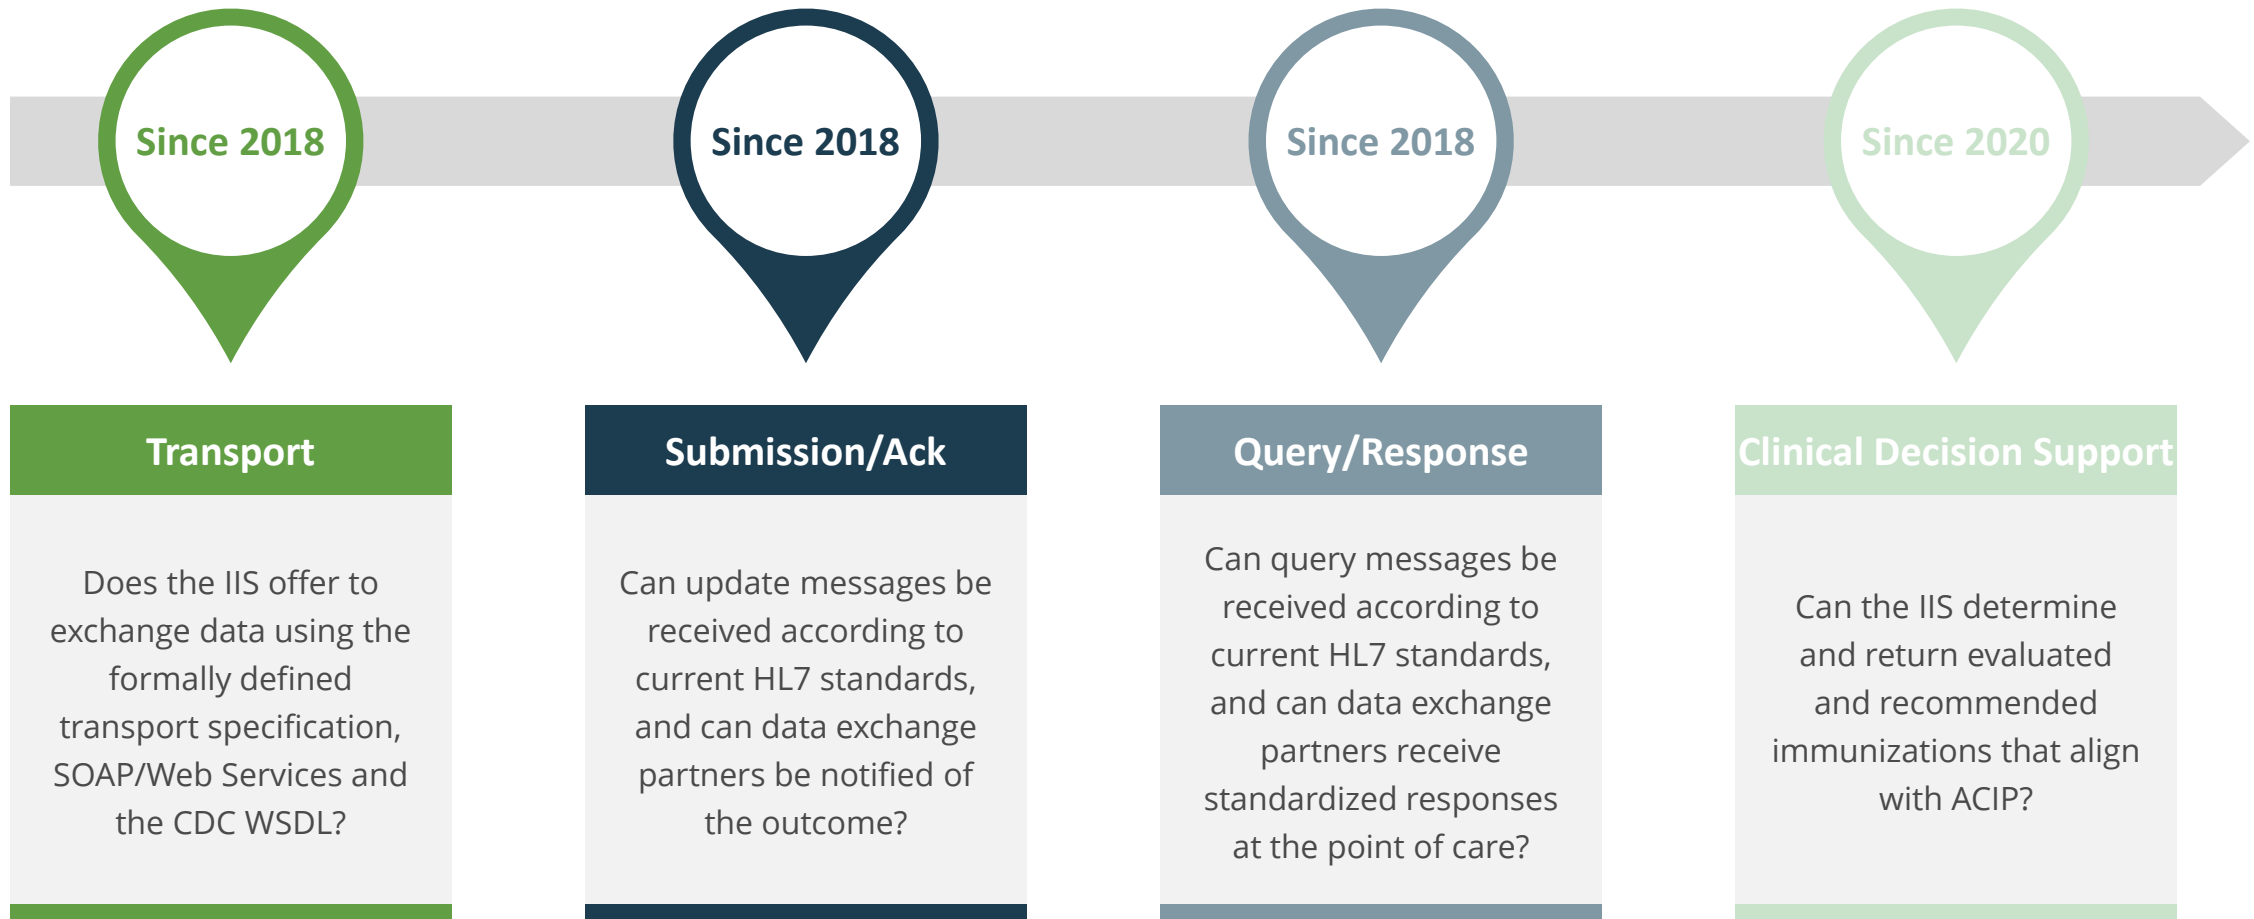 Since 2018
Since 2018
Since 2018
Since 2020
Transport
Does the IIS offer to
exchange data using the
formally defined
transport specification,
SOAP/Web Services and
the CDC WSDL?
Submission/Ack
Can update messages be
received according to
current HL7 standards,
and can data exchange
partners be notified of
the outcome?
Query/Response
Can query messages be
received according to
current HL7 standards,
and can data exchange
partners receive
standardized responses
at the point of care?
Clinical Decision Support
Can the IIS determine
and return evaluated
and recommended
immunizations that align
with ACIP?